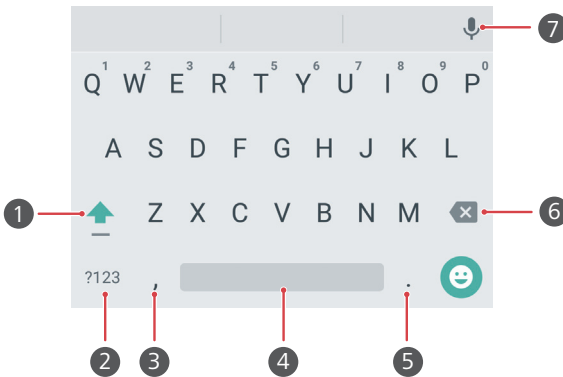 7
1 2 3 4 5 6 7 8 9 0
Q W E R T Y U I O P
A S D F G H J K L
1
Z X C V B N M
6
?123 , .
2 3 4 5